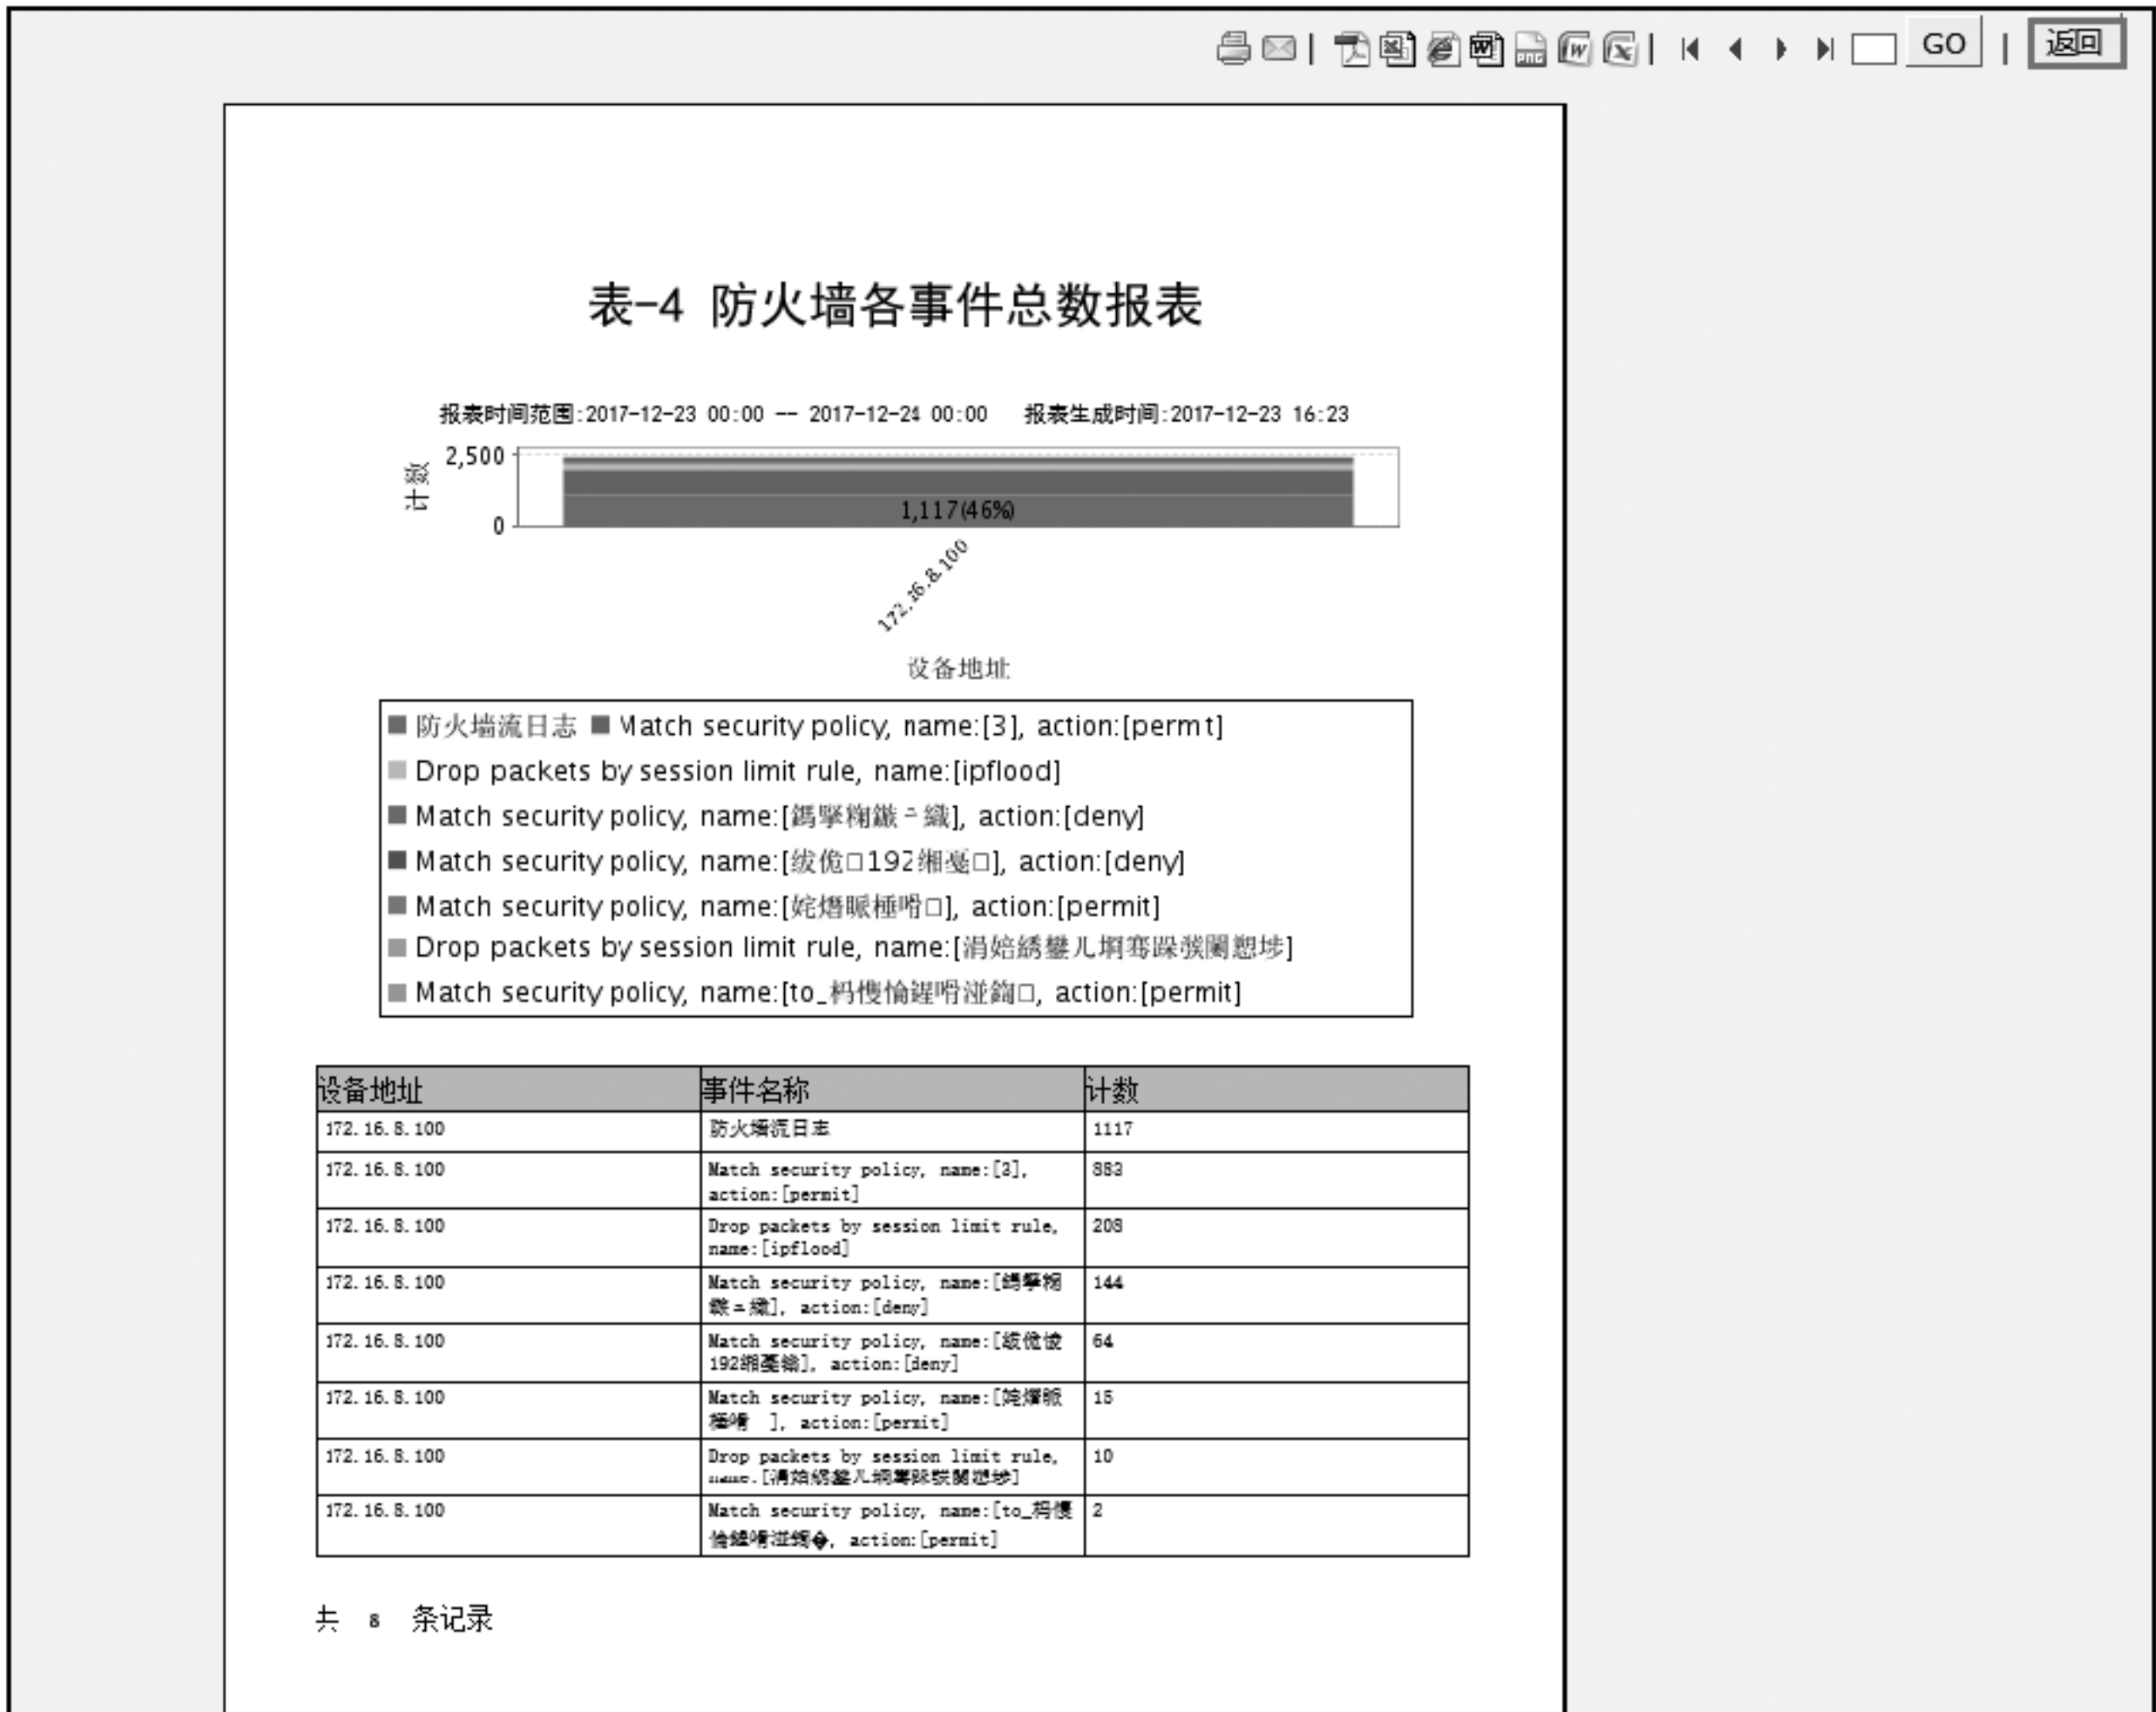 GO | 返回
表-4 防火墙各事件总数报表
报表时间范围:2017-12-23 00:00 -- 2017-12-24 00:00 报表生成时间:2017-12-23 16:23
计数
2,500
0
1,117(46%)
172.16.8.100
设备地址
防火墙流日志 Match security policy, name:[3], action:[perm t]
Drop packets by session limit rule, name:[ipflood]
Match security policy, name:[], action:[deny]
Match security policy, name:[192], action:[deny]
Match security policy, name:[], action:[permit]
Drop packets by session limit rule, name:[]
Match security policy, name:[to_, action:[permit]
设备地址 事件名称 计数
172.16.8.100 防火墙流日志 1117
172.16.8.100 Match security policy, name:[3], 883
action:[permit]
172.16.8.100 Drop packets by session limit rule, 208
name:[ipflood]
172.16.8.100 Match security policy, name:[ 144
], action:[deny]
172.16.8.100 Match security policy, name:[ 64
192], action:[deny]
172.16.8.100 Match security policy, name:[ 15
], action:[permit]
172.16.8.100 Drop packets by session limit rule, 10
name:[]
172.16.8.100 Match security policy, name:[to_ 2
, action:[permit]
共 8 条记录